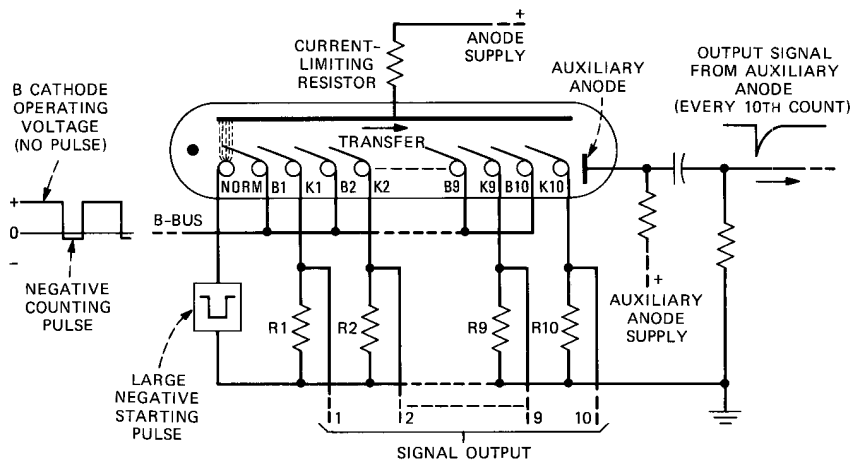 +
ANODE
SUPPLY
CURRENT-
LIMITING
RESISTOR
AUXILIARY
ANODE
OUTPUT SIGNAL
FROM AUXILIARY
ANODE
(EVERY 10TH COUNT)
B CATHODE
OPERATING
VOLTAGE
(NO PULSE)
TRANSFER
NORM B1 K1 B2 K2 B9 K9 B10 K10
+
0
–
B-BUS
NEGATIVE
COUNTING
PULSE
+
AUXILIARY
ANODE
SUPPLY
R1 R2 R9 R10
LARGE
NEGATIVE
STARTING
PULSE
1 2 9 10
SIGNAL OUTPUT